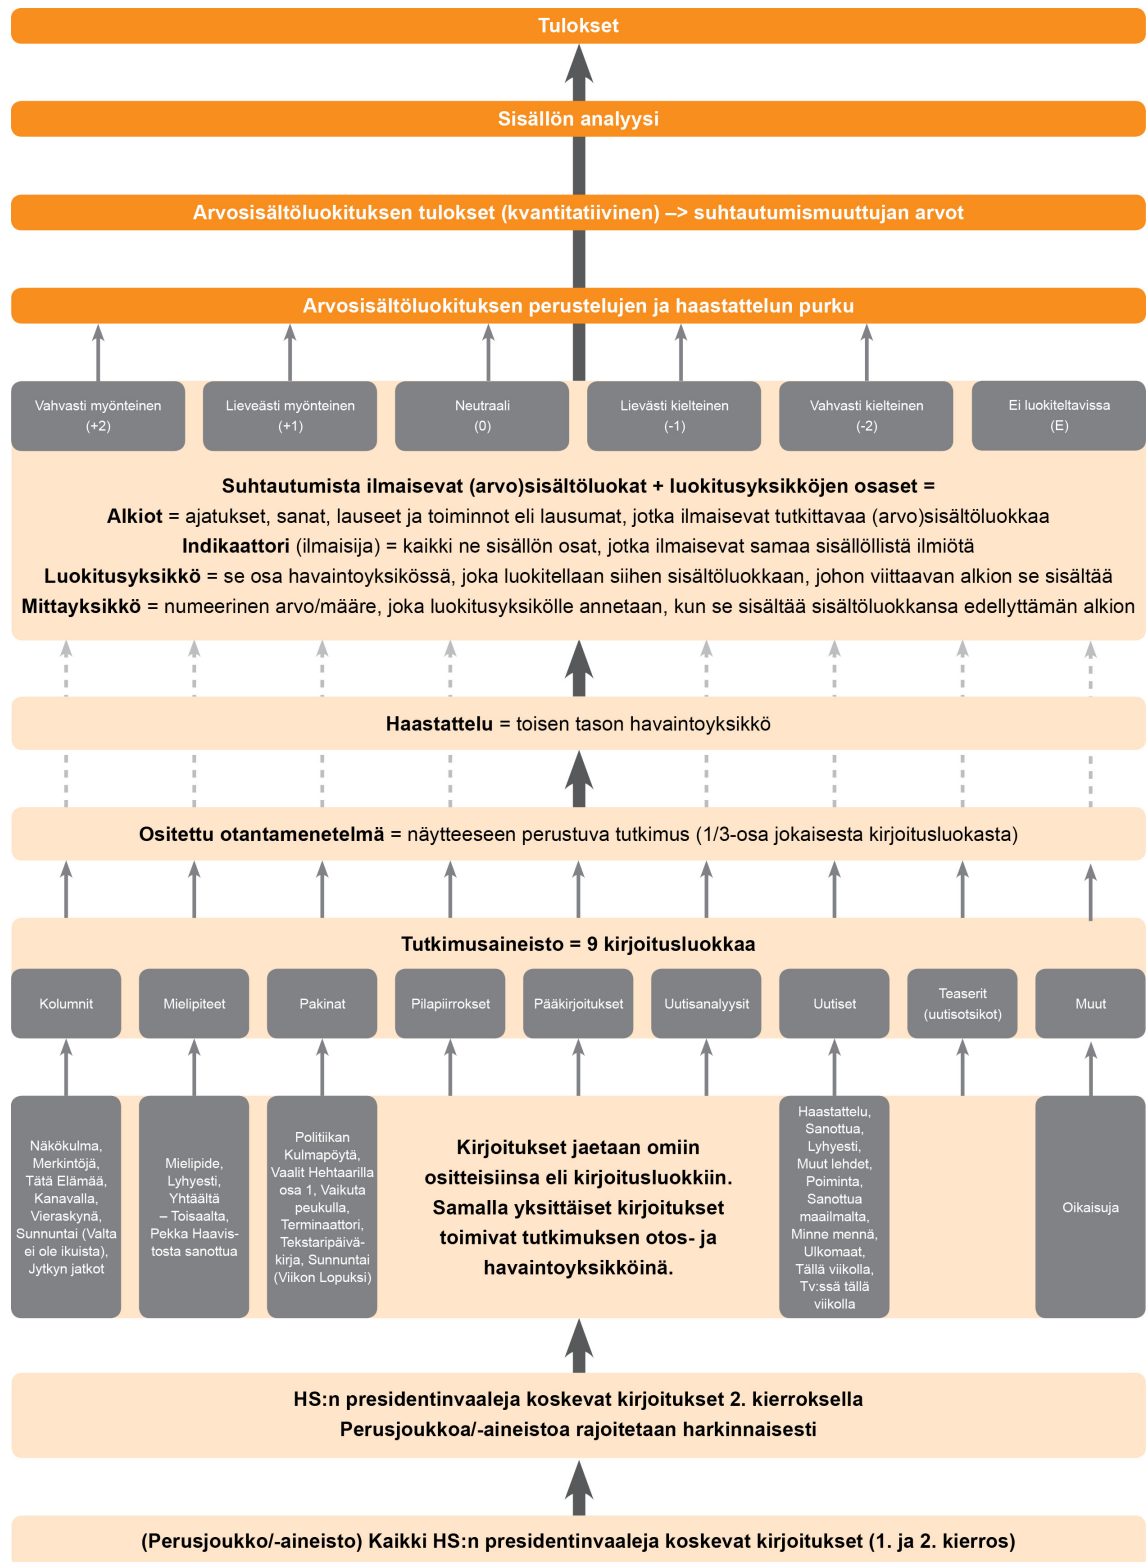 Tulokset
Sisällön analyysi
Arvosisältöluokituksen tulokset (kvantitatiivinen) –> suhtautumismuuttujan arvot
Arvosisältöluokituksen perustelujen ja haastattelun purku
Vahvasti myönteinen
(+2)
Lieveästi myönteinen
(+1)
Neutraali
(0)
Lievästi kielteinen
(-1)
Vahvasti kielteinen
(-2)
Ei luokiteltavissa
(E)
Suhtautumista ilmaisevat (arvo)sisältöluokat + luokitusyksikköjen osaset =
Alkiot = ajatukset, sanat, lauseet ja toiminnot eli lausumat, jotka ilmaisevat tutkittavaa (arvo)sisältöluokkaa
Indikaattori (ilmaisija) = kaikki ne sisällön osat, jotka ilmaisevat samaa sisällöllistä ilmiötä
Luokitusyksikkö = se osa havaintoyksikössä, joka luokitellaan siihen sisältöluokkaan, johon viittaavan alkion se sisältää
Mittayksikkö = numeerinen arvo/määre, joka luokitusyksikölle annetaan, kun se sisältää sisältöluokkansa edellyttämän alkion
Haastattelu = toisen tason havaintoyksikkö
Ositettu otantamenetelmä = näytteeseen perustuva tutkimus (1/3-osa jokaisesta kirjoitusluokasta)
Tutkimusaineisto = 9 kirjoitusluokkaa
Kolumnit
Mielipiteet
Pakinat
Pilapiirrokset
Pääkirjoitukset
Uutisanalyysit
Uutiset
Teaserit
(uutisotsikot)
Muut
Näkökulma,
Merkintöjä,
Tätä Elämää,
Kanavalla,
Vieraskynä,
Sunnuntai (Valta
ei ole ikuista),
Jytkyn jatkot
Mielipide,
Lyhyesti,
Yhtäältä
– Toisaalta,
Pekka Haavis-
tosta sanottua
Politiikan
Kulmapöytä,
Vaalit Hehtaarilla
osa 1, Vaikuta
peukulla,
Terminaattori,
Tekstaripäivä-
kirja, Sunnuntai
(Viikon Lopuksi)
Kirjoitukset jaetaan omiin
ositteisiinsa eli kirjoitusluokkiin.
Samalla yksittäiset kirjoitukset
toimivat tutkimuksen otos- ja
havaintoyksikköinä.
Haastattelu,
Sanottua,
Lyhyesti,
Muut lehdet,
Poiminta,
Sanottua
maailmalta,
Minne mennä,
Ulkomaat,
Tällä viikolla,
Tv:ssä tällä
viikolla
Oikaisuja
HS:n presidentinvaaleja koskevat kirjoitukset 2. kierroksella
Perusjoukkoa/-aineistoa rajoitetaan harkinnaisesti
(Perusjoukko/-aineisto) Kaikki HS:n presidentinvaaleja koskevat kirjoitukset (1. ja 2. kierros)